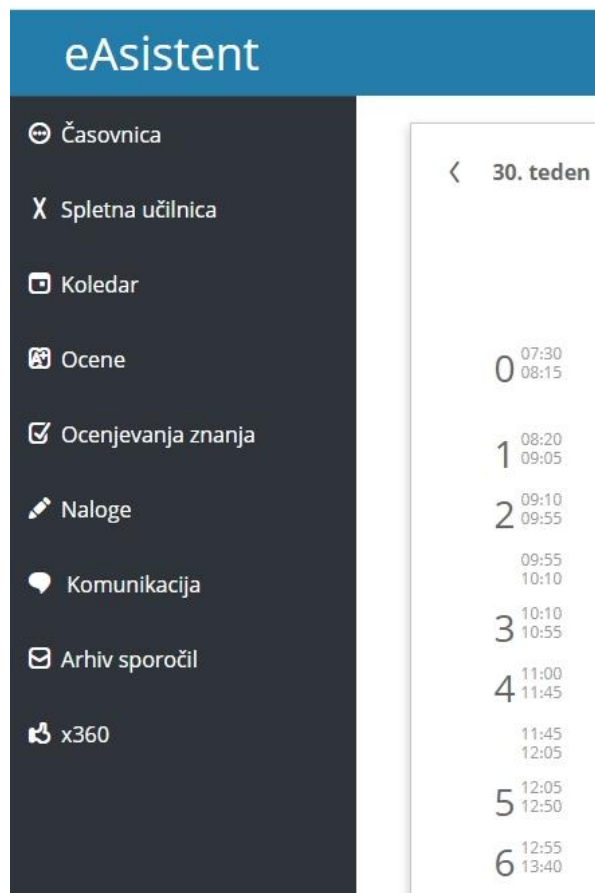 eAsistent
Časovnica
Spletna učilnica
Koledar
Ocene
Ocenjevanja znanja
Naloge
Komunikacija
Arhiv sporočil
x360
30. teden
0 07:30
08:15
1 08:20
09:05
2 09:10
09:55
09:55
10:10
3 10:10
10:55
4 11:00
11:45
11:45
12:05
5 12:05
12:50
6 12:55
13:40